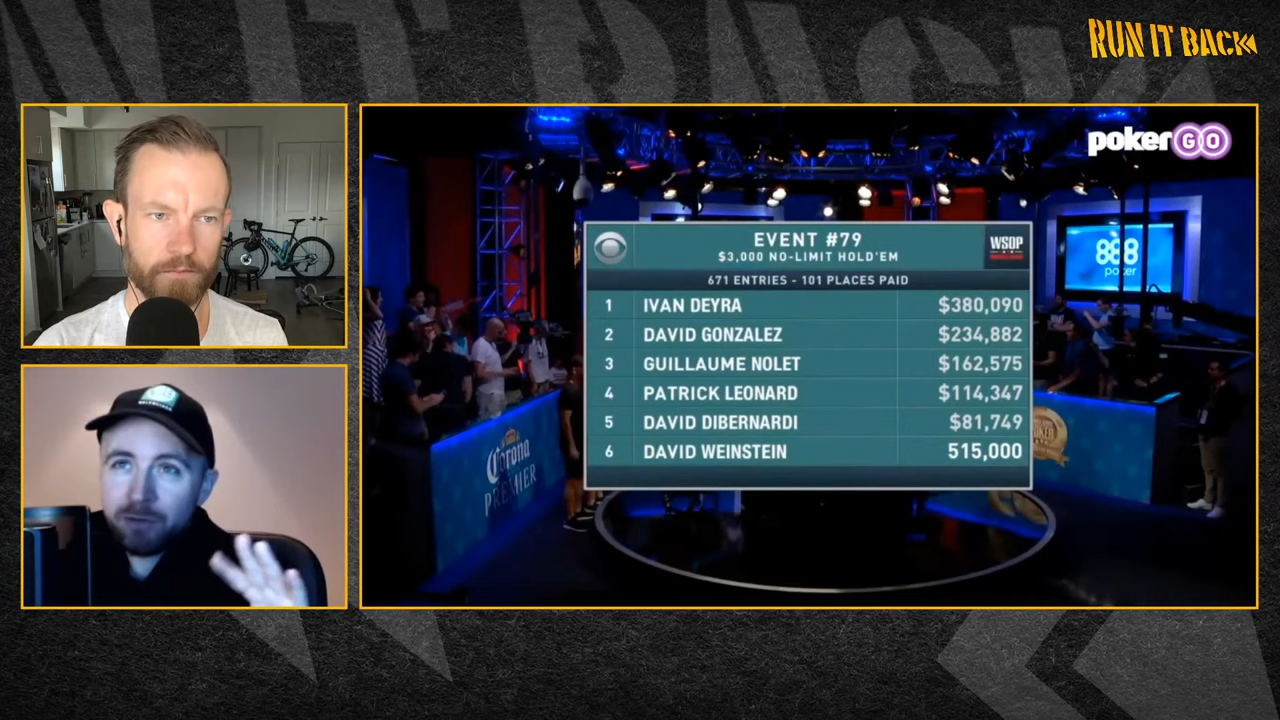 RUN IT BACK
poker GO
EVENT #79
$3,000 NO-LIMIT HOLD'EM
WSOP
671 ENTRIES - 101 PLACES PAID
1 IVAN DEYRA $380,090
2 DAVID GONZALEZ $234,882
3 GUILLAUME NOLET $162,575
4 PATRICK LEONARD $114,347
5 DAVID DIBERNARDI $81,749
6 DAVID WEINSTEIN 515,000
888
poker
Corona
PREMIER